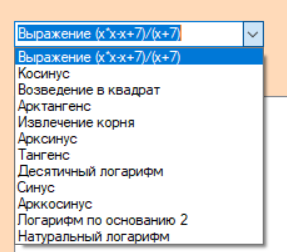 Выражение (x*x-x+7)/(x+7)
Выражение (x*x-x+7)/(x+7)
Косинус
Возведение в квадрат
Арктангенс
Извлечение корня
Арксинус
Тангенс
Десятичный логарифм
Синус
Арккосинус
Логарифм по основанию 2
Натуральный логарифм